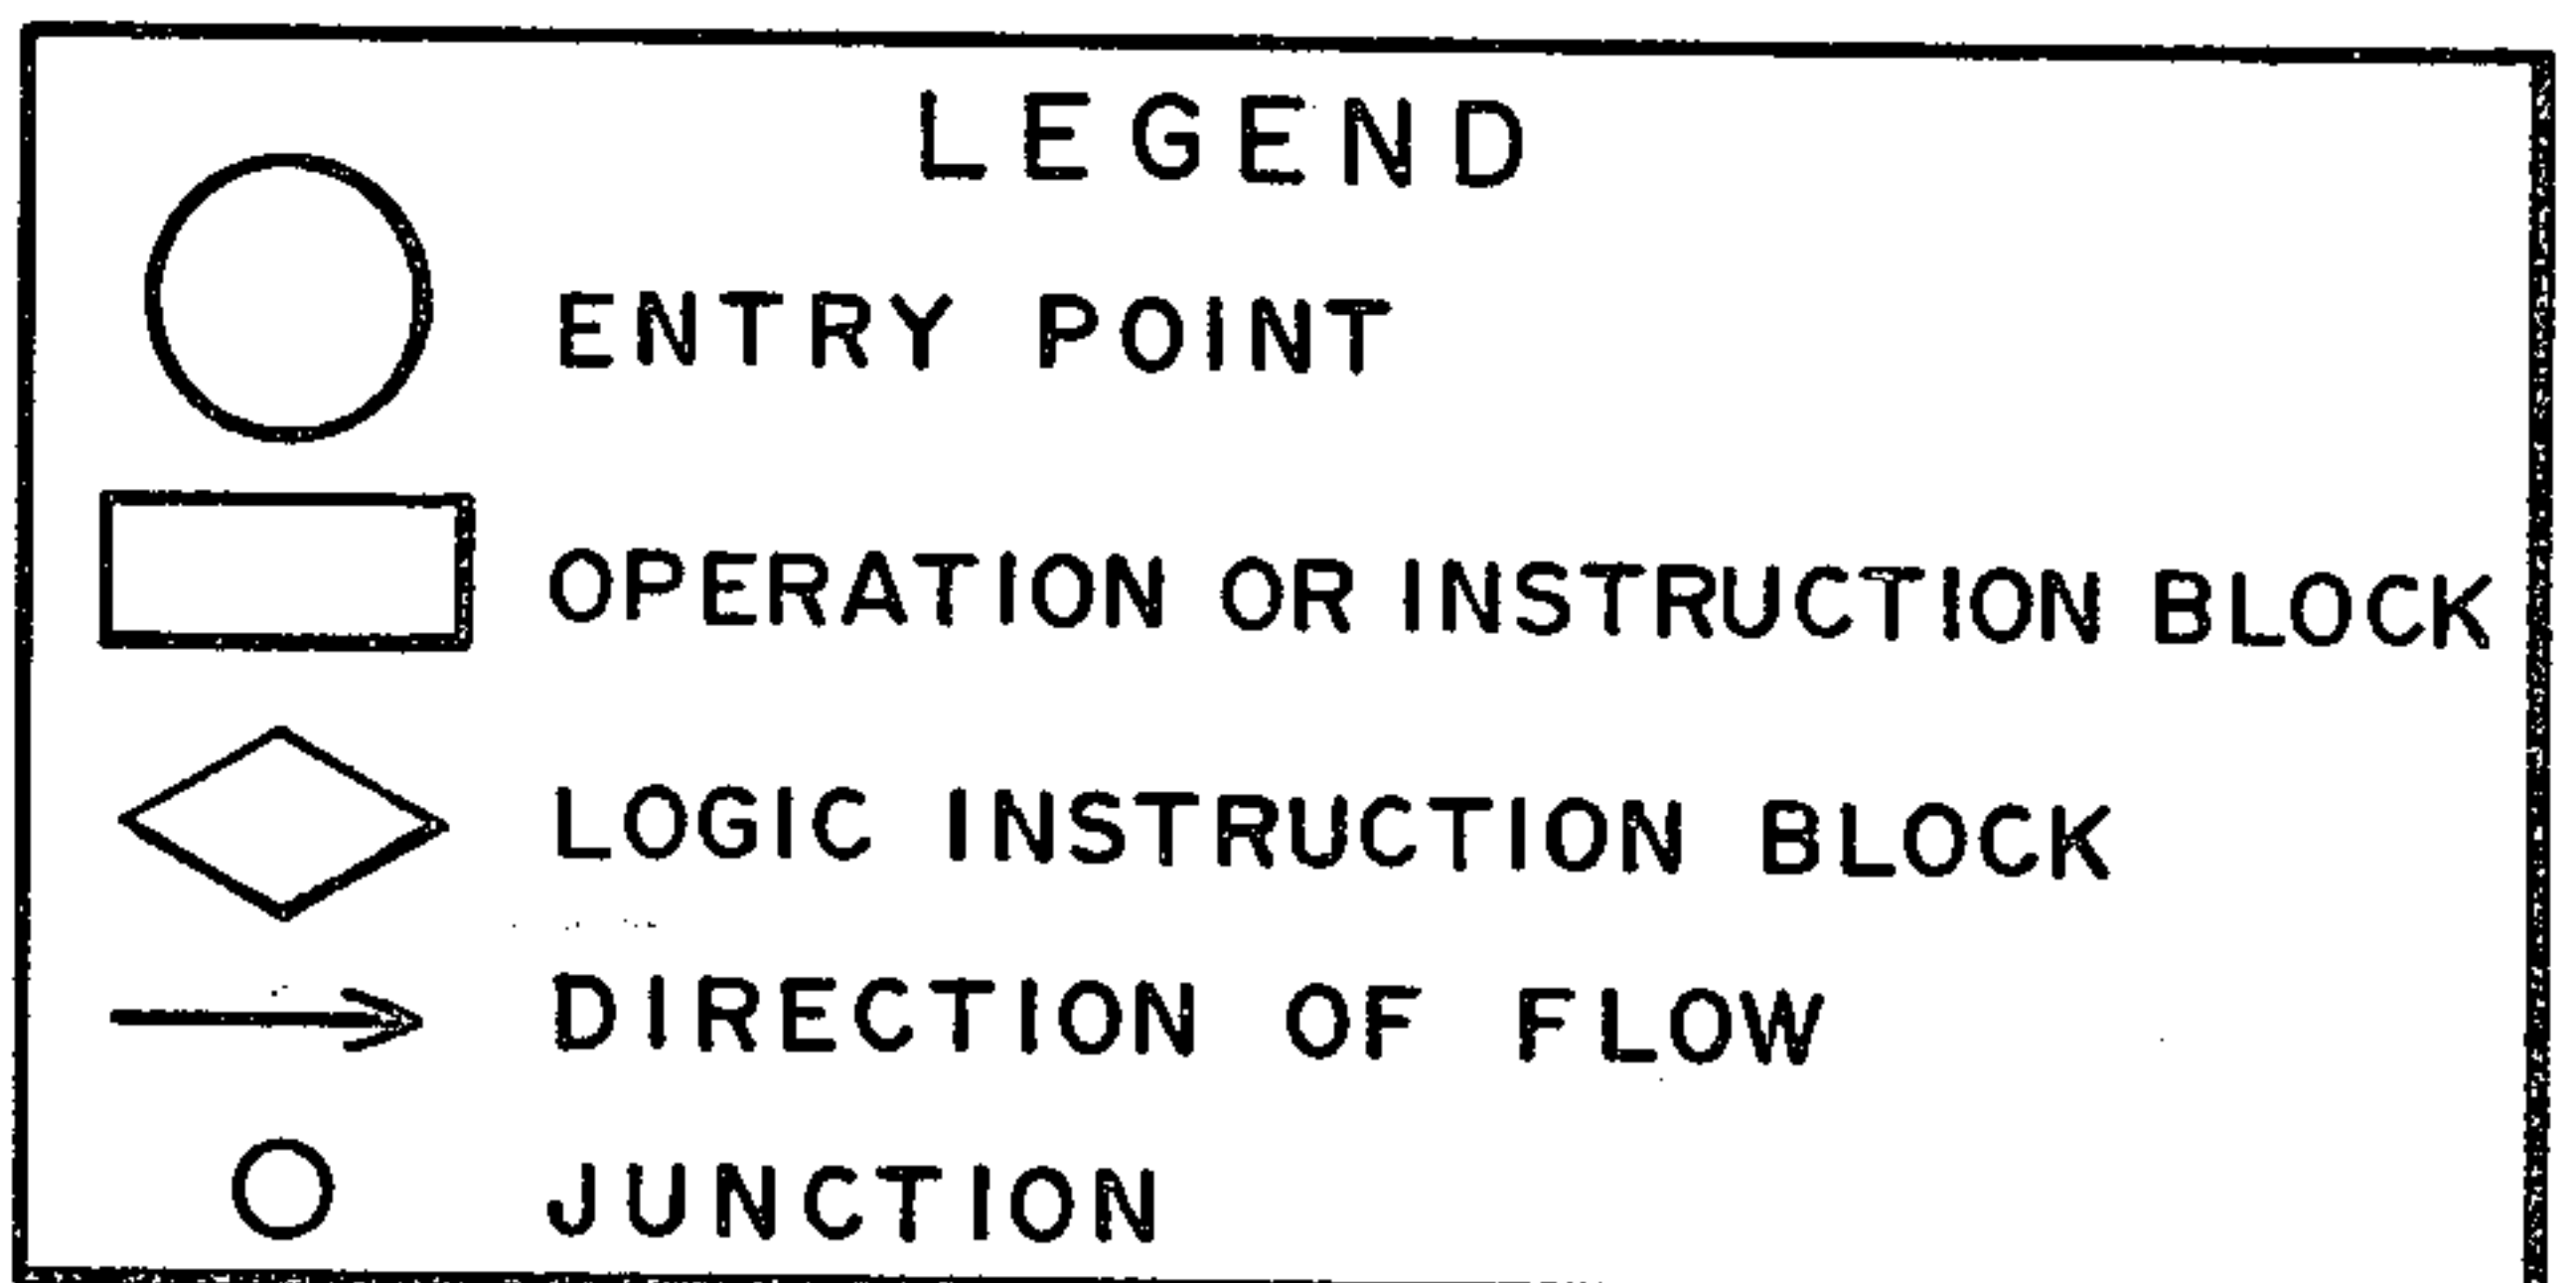 LEGEND
ENTRY POINT
OPERATION OR INSTRUCTION BLOCK
LOGIC INSTRUCTION BLOCK
DIRECTION OF FLOW
JUNCTION